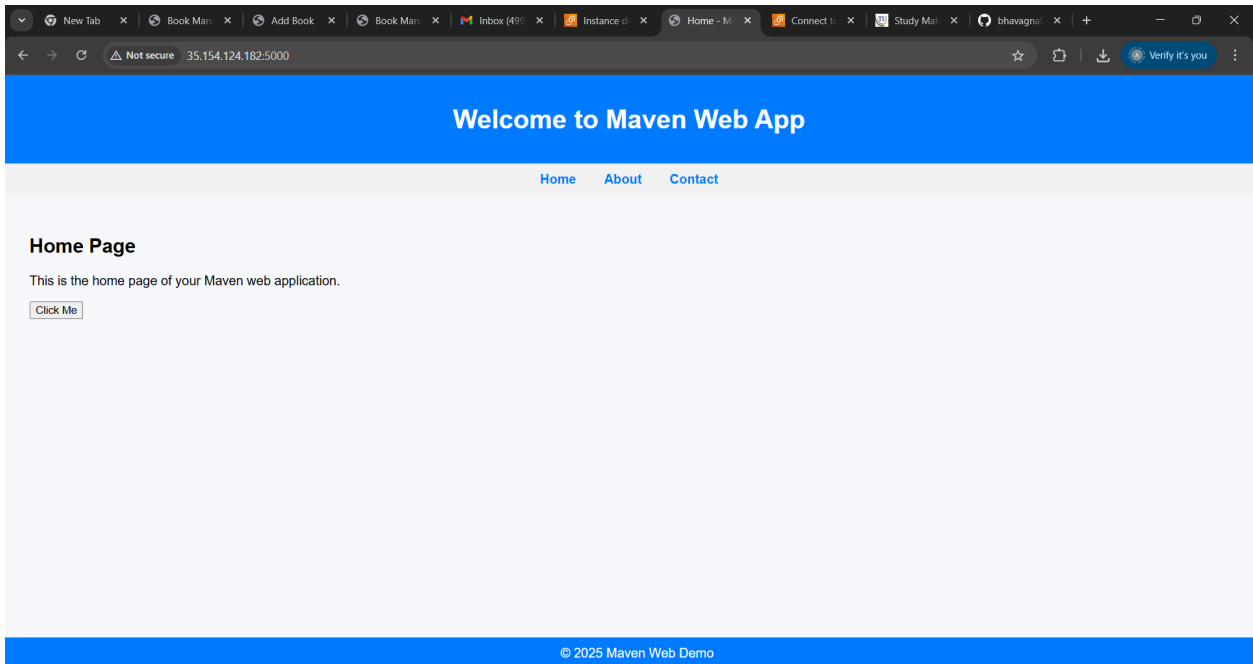 New Tab
Book Man
Add Book
Book Man
Inbox (499
Instance d
Home - M
Connect to
Study Mat
bhavagna
Not secure 35.154.124.182:5000
Verify it's you
Welcome to Maven Web App
Home About Contact
Home Page
This is the home page of your Maven web application.
Click Me
© 2025 Maven Web Demo